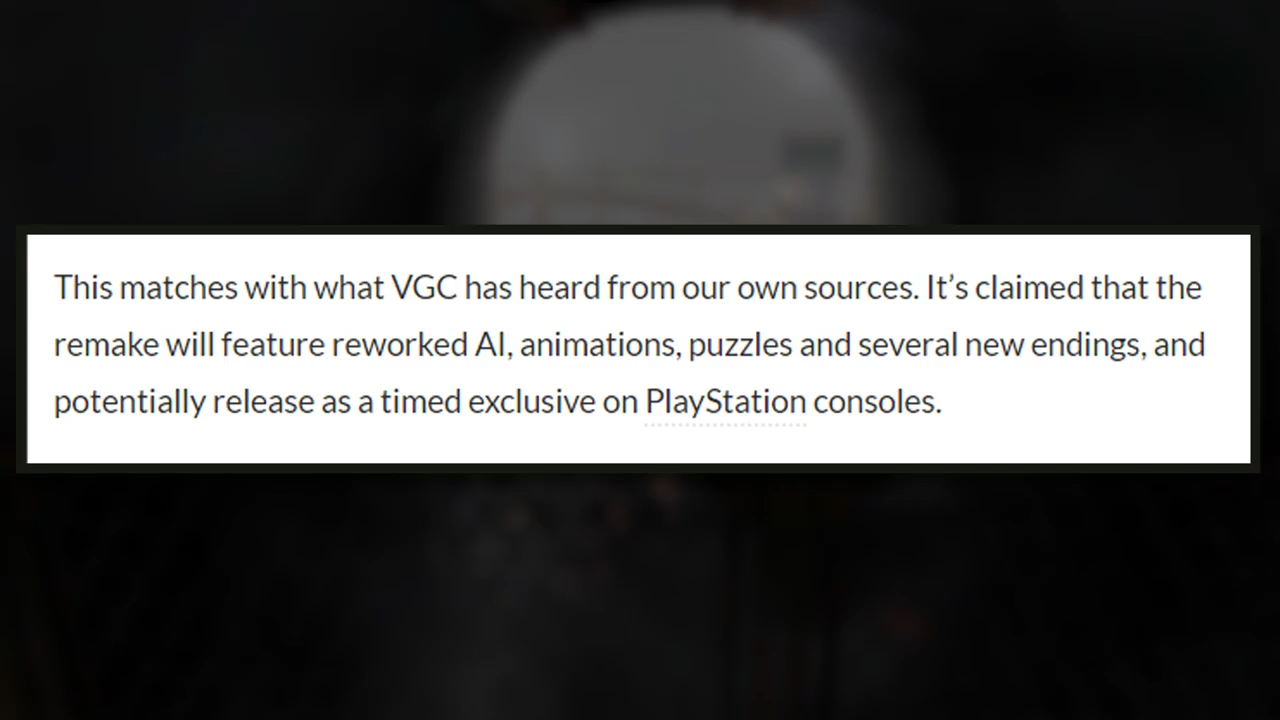 This matches with what VGC has heard from our own sources. It’s claimed that the
remake will feature reworked AI, animations, puzzles and several new endings, and
potentially release as a timed exclusive on PlayStation consoles.